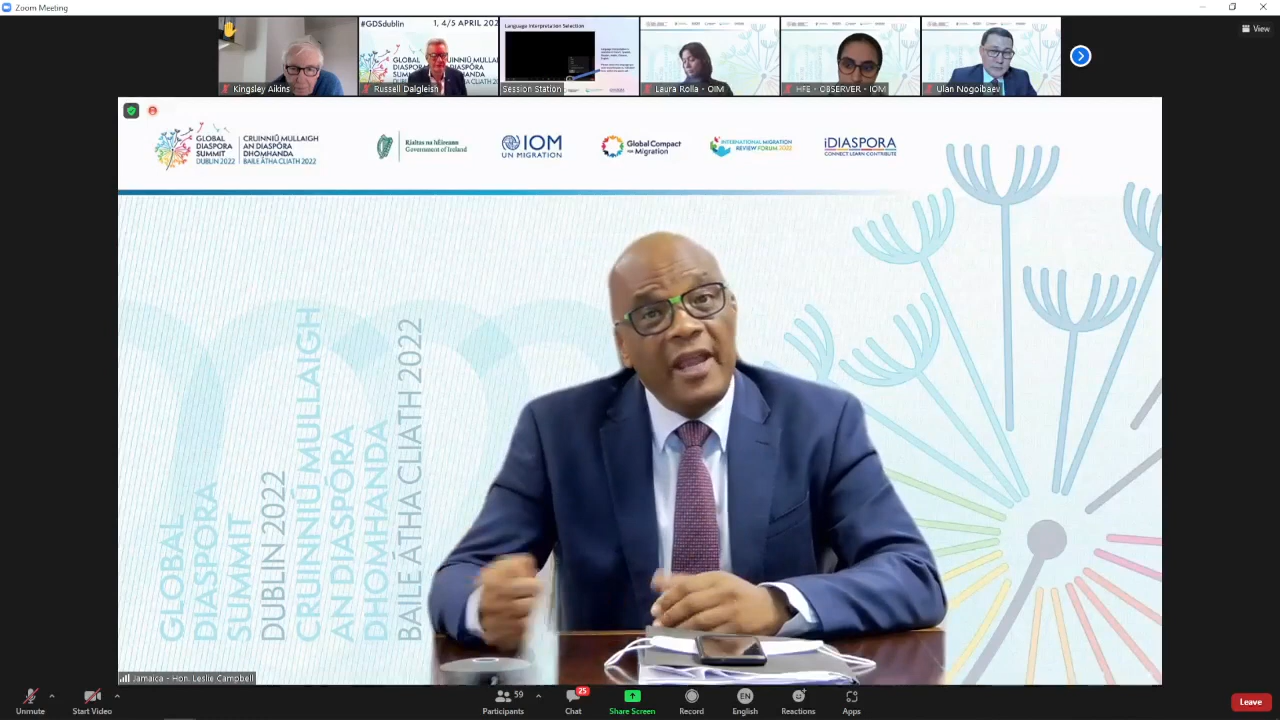 Zoom Meeting
View
#GDSdublin
1, 4/5 APRIL 202
Language Interpretation Selection
Kingsley Aikins
Russell Dalgleish
Session Station
Laura Rolla - OIM
HFE - OBSERVER - IOM
Ulan Nogoibaev
GLOBAL
DIASPORA
SUMMIT
DUBLIN 2022
CRUINNIÚ MULLAIGH
AN DIASPÓRA
DHOMHANDA
BAILE ÁTHA CLIATH 2022
Rialtas na hÉireann
Government of Ireland
IOM
UN MIGRATION
Global Compact
FOR Migration
INTERNATIONAL MIGRATION
REVIEW FORUM 2022
iDIASPORA
CONNECT LEARN CONTRIBUTE
GLOBAL
DIASPORA
SUMMIT
DUBLIN 2022
CRUINNIÚ MULLAIGH
AN DIASPÓRA
DHOMHANDA
BAILE ÁTHA CLIATH 2022
Jamaica - Hon. Leslie Campbell
Unmute
Start Video
59
Participants
25
Chat
Share Screen
Record
EN
English
Reactions
Apps
Leave